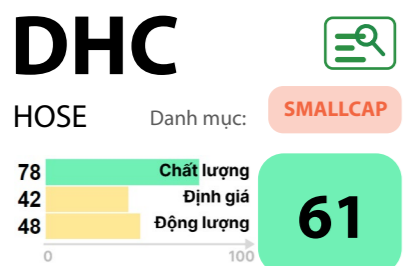 DHC
HOSE
Danh mục:
SMALLCAP
78 Chất lượng
42 Định giá
48 Động lượng
0 100
61